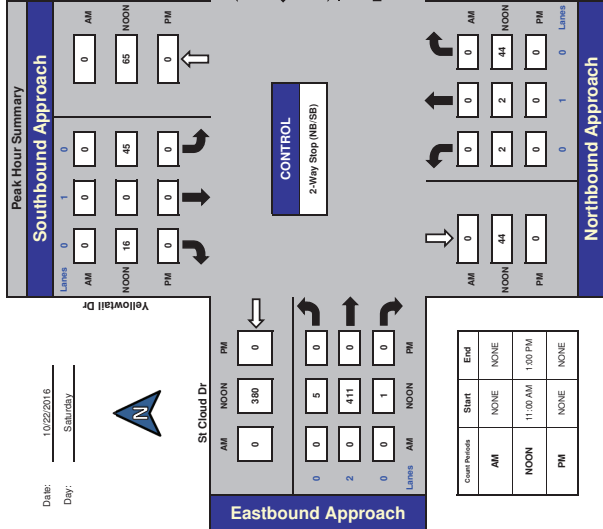 Peak Hour Summary
Southbound Approach
Lanes 0 1 0
AM 0 0 0 0 AM
NOON 16 0 45 65 NOON
PM 0 0 0 0 PM
Yellowtail Dr
Date: 10/22/2016
Day: Saturday
N
St Cloud Dr
AM NOON PM
0 380 0
0 0 5 0
2 0 411 0
0 0 1 0
Lanes AM NOON PM
Eastbound Approach
CONTROL
2-Way Stop (NB/SB)
AM 0 0 0 0 AM
NOON 44 2 2 44 NOON
PM 0 0 0 0 PM
0 1 0 Lanes
Northbound Approach
Count Periods Start End
AM NONE NONE
NOON 11:00 AM 1:00 PM
PM NONE NONE